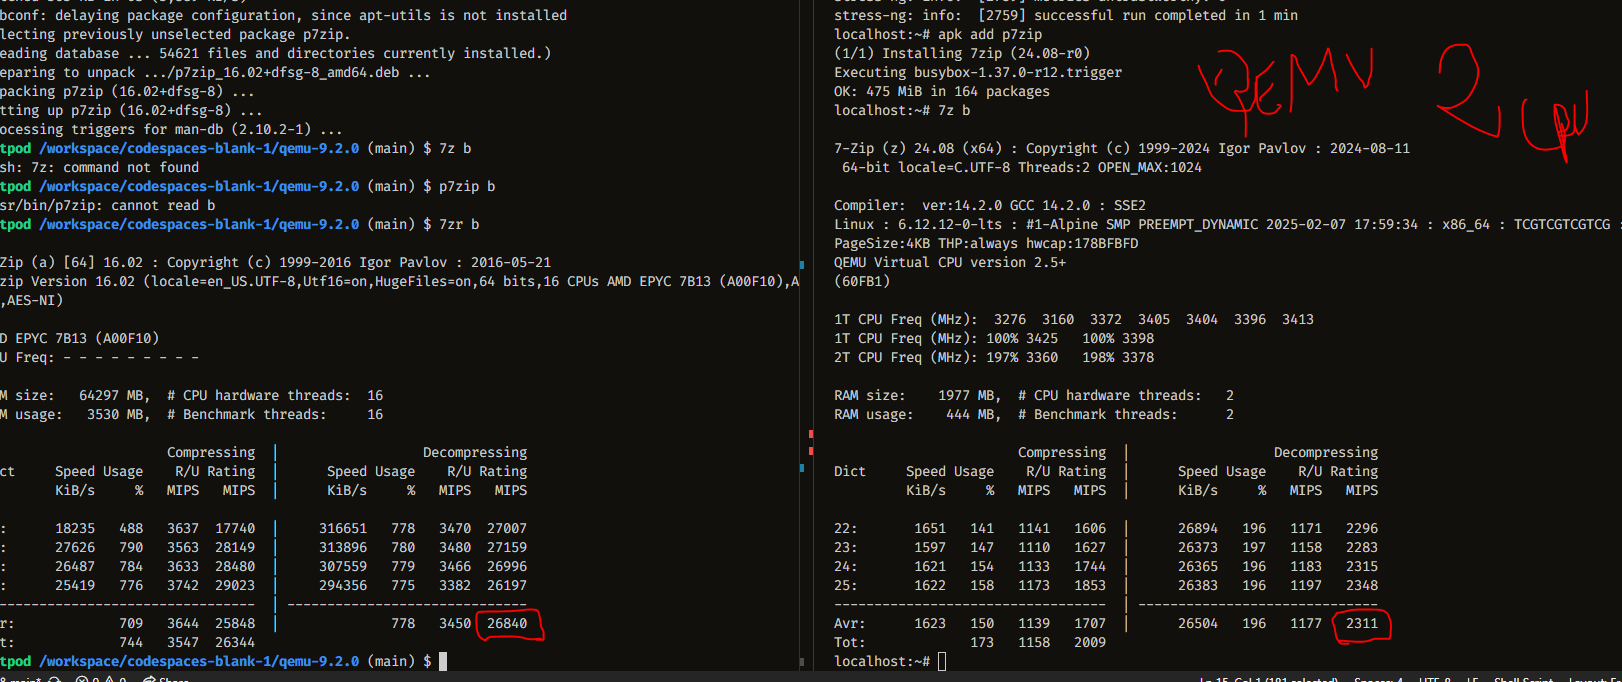 bconf: delaying package configuration, since apt-utils is not installed
lecting previously unselected package p7zip.
eading database ... 54621 files and directories currently installed.)
eparing to unpack .../p7zip_16.02+dfsg-8_amd64.deb ...
packing p7zip (16.02+dfsg-8) ...
tting up p7zip (16.02+dfsg-8) ...
ocessing triggers for man-db (2.10.2-1) ...
tpod /workspace/codespaces-blank-1/qemu-9.2.0 (main) $ 7z b
sh: 7z: command not found
tpod /workspace/codespaces-blank-1/qemu-9.2.0 (main) $ p7zip b
sr/bin/p7zip: cannot read b
tpod /workspace/codespaces-blank-1/qemu-9.2.0 (main) $ 7zr b
Zip (a) [64] 16.02 : Copyright (c) 1999-2016 Igor Pavlov : 2016-05-21
zip Version 16.02 (locale=en_US.UTF-8,Utf16=on,HugeFiles=on,64 bits,16 CPUs AMD EPYC 7B13 (A00F10),A
,AES-NI)
D EPYC 7B13 (A00F10)
U Freq: - - - - - - - - -
M size:   64297 MB,  # CPU hardware threads:  16
M usage:   3530 MB,  # Benchmark threads:     16
Compressing  |  Decompressing
ct     Speed Usage    R/U Rating  |      Speed Usage    R/U Rating
KiB/s     %   MIPS   MIPS  |      KiB/s     %   MIPS   MIPS
:      18235   488   3637  17740  |     316651   778   3470  27007
:      27626   790   3563  28149  |     313896   780   3480  27159
:      26487   784   3633  28480  |     307559   779   3466  26996
:      25419   776   3742  29023  |     294356   775   3382  26197
---------------------------------- | ------------------------------
r:             709   3644  25848  |              778   3450  26840
t:             744   3547  26344
tpod /workspace/codespaces-blank-1/qemu-9.2.0 (main) $
stress-ng: info:  [2759] successful run completed in 1 min
localhost:~# apk add p7zip
(1/1) Installing 7zip (24.08-r0)
Executing busybox-1.37.0-r12.trigger
OK: 475 MiB in 164 packages
localhost:~# 7z b
QEMU 2 CPU
7-Zip (z) 24.08 (x64) : Copyright (c) 1999-2024 Igor Pavlov : 2024-08-11
64-bit locale=C.UTF-8 Threads:2 OPEN_MAX:1024
Compiler:  ver:14.2.0 GCC 14.2.0 : SSE2
Linux : 6.12.12-0-lts : #1-Alpine SMP PREEMPT_DYNAMIC 2025-02-07 17:59:34 : x86_64 : TCGTCGTCGTCG :
PageSize:4KB THP:always hwcap:178BFBFD
QEMU Virtual CPU version 2.5+
(60FB1)
1T CPU Freq (MHz):  3276  3160  3372  3405  3404  3396  3413
1T CPU Freq (MHz): 100% 3425   100% 3398
2T CPU Freq (MHz): 197% 3360   198% 3378
RAM size:    1977 MB,  # CPU hardware threads:   2
RAM usage:    444 MB,  # Benchmark threads:      2
Compressing  |  Decompressing
Dict     Speed Usage    R/U Rating  |      Speed Usage    R/U Rating
KiB/s     %   MIPS   MIPS  |      KiB/s     %   MIPS   MIPS
22:       1651   141   1141   1606  |      26894   196   1171   2296
23:       1597   147   1110   1627  |      26373   197   1158   2283
24:       1621   154   1133   1744  |      26365   196   1183   2315
25:       1622   158   1173   1853  |      26383   196   1197   2348
---------------------------------- | ------------------------------
Avr:      1623   150   1139   1707  |      26504   196   1177   2311
Tot:             173   1158   2009
localhost:~#